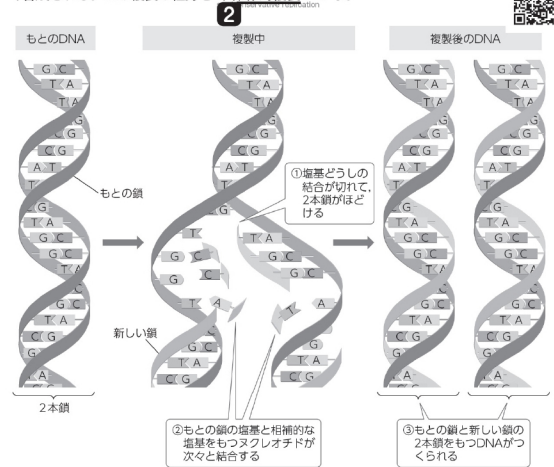 2
servative replication
もとのDNA
複製中
複製後のDNA
G C
T A
T A
G
C G
C G
A T
T
G
T A
G C
G C
T A
G C
T A
C G
G
A
C G
2本鎖
もとの鎖
G C
T A
T A
G
C G
C G
A T
T
C G
①塩基どうしの
結合が切れて，
2本鎖がほど
ける
T
G C
G C
T A
G C
C G
T A
G C
T A
G
A
C G
新しい鎖
②もとの鎖の塩基と相補的な
塩基をもつヌクレオチドが
次々と結合する
G C
T A
T A
G
C G
C G
A T
T
G
T A
G C
G C
T A
G C
T A
C G
G
A
C G
G C
T A
T A
G
C G
C G
A T
T
G
T A
G C
G C
T A
G C
T A
C G
G
A
C G
③もとの鎖と新しい鎖の
2本鎖をもつDNAがつ
くられる